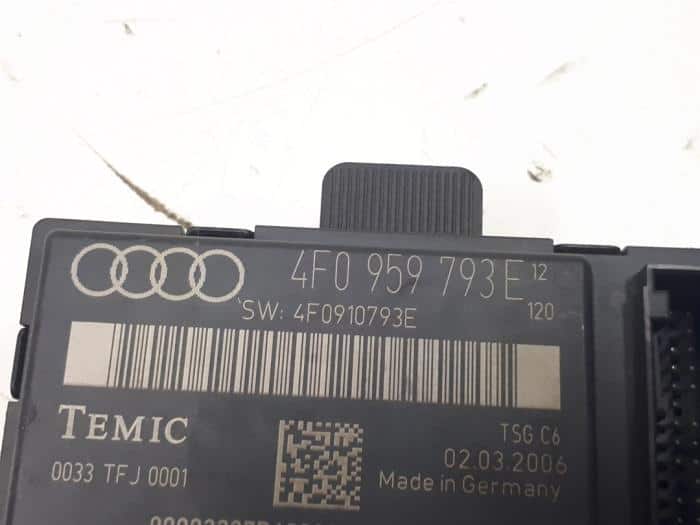 4F0 959 793E 12
120
SW: 4F0910793E
TEMIC
TSG C6
02.03.2006
0033 TFJ 0001
Made in Germany